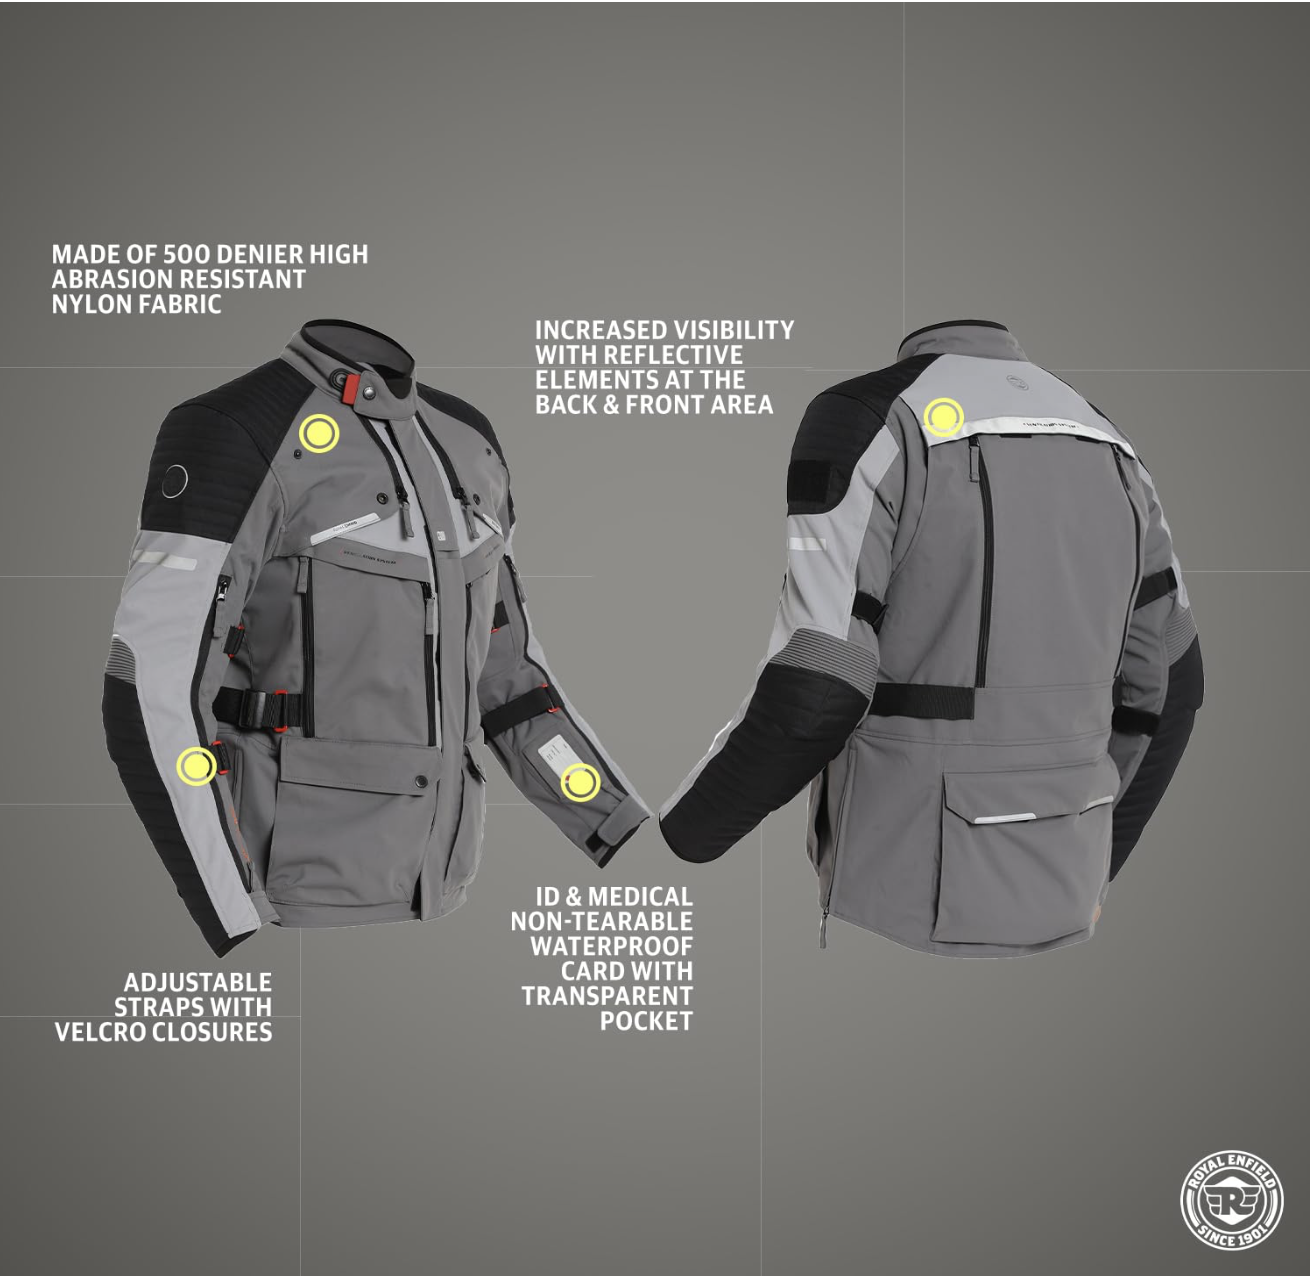 MADE OF 500 DENIER HIGH
ABRASION RESISTANT
NYLON FABRIC
INCREASED VISIBILITY
WITH REFLECTIVE
ELEMENTS AT THE
BACK & FRONT AREA
ID & MEDICAL
NON-TEARABLE
WATERPROOF
CARD WITH
TRANSPARENT
POCKET
ADJUSTABLE
STRAPS WITH
VELCRO CLOSURES
ROYAL ENFIELD
R
SINCE 1901